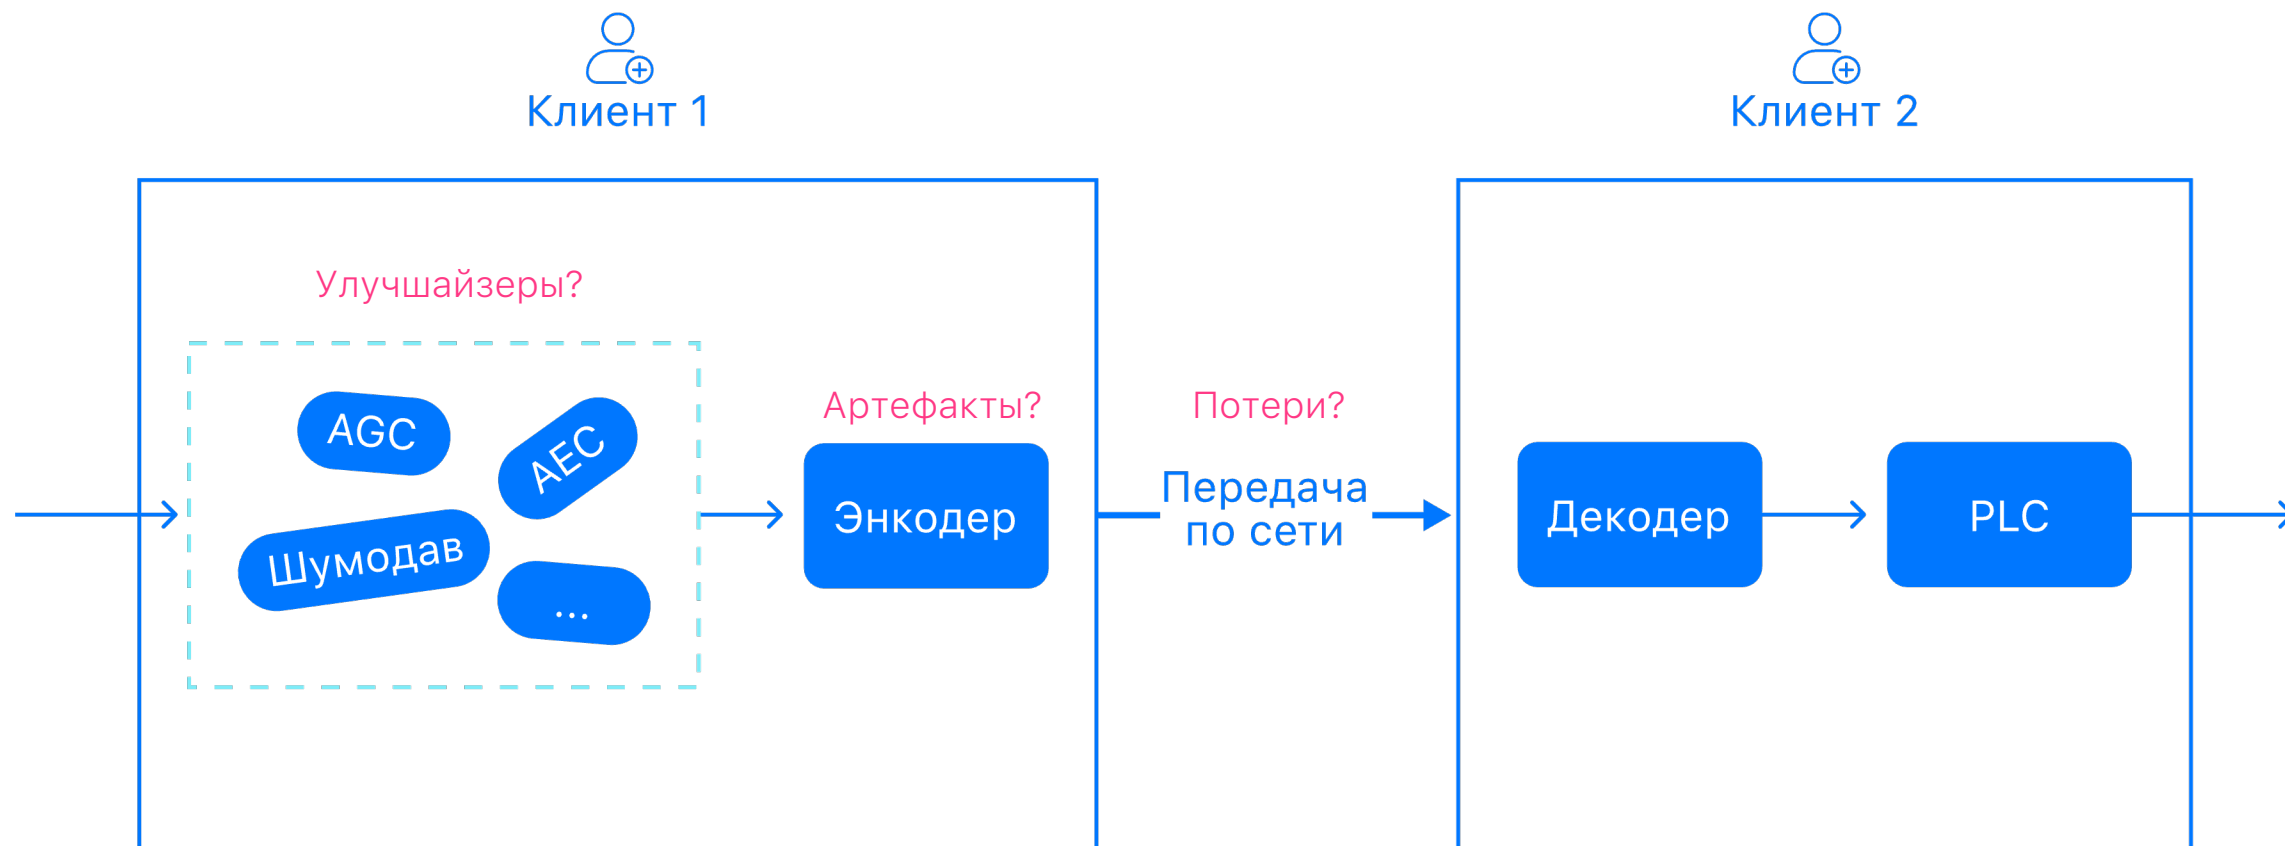 Клиент 1
Клиент 2
Улучшайзеры?
AGC
AEC
Шумодав
...
Артефакты?
Энкодер
Потери?
Передача
по сети
Декодер
PLC